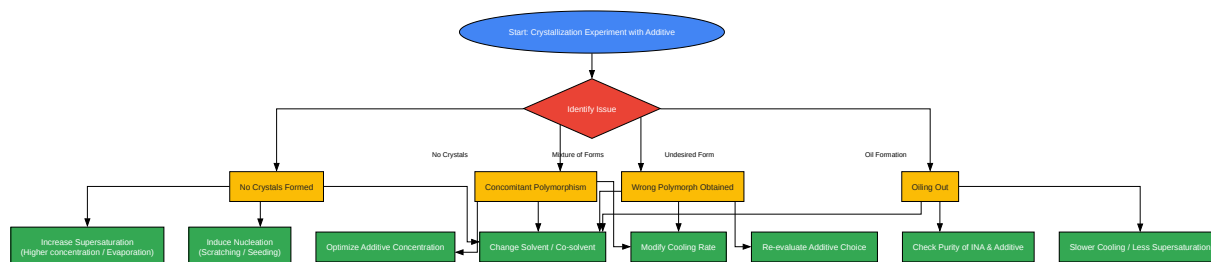 Start: Crystallization Experiment with Additive
Identify Issue
No Crystals
Mixture of Forms
Undesired Form
Oil Formation
No Crystals Formed
Concomitant Polymorphism
Wrong Polymorph Obtained
Oiling Out
Increase Supersaturation
(Higher concentration / Evaporation)
Induce Nucleation
(Scratching / Seeding)
Optimize Additive Concentration
Change Solvent / Co-solvent
Modify Cooling Rate
Re-evaluate Additive Choice
Check Purity of INA & Additive
Slower Cooling / Less Supersaturation